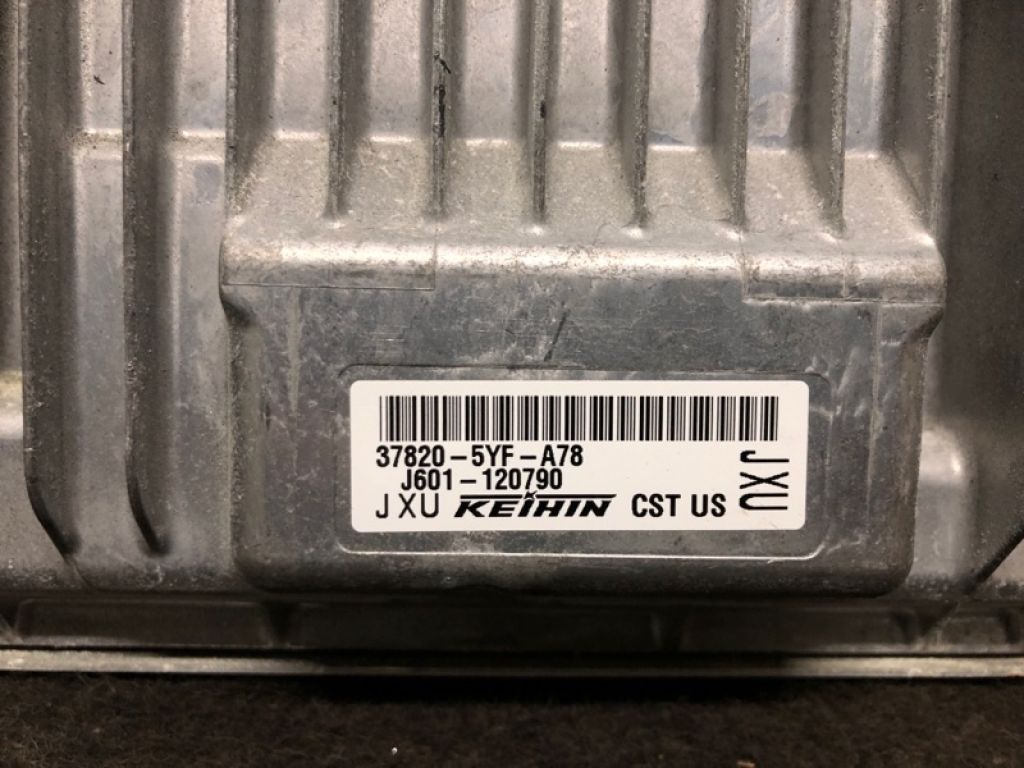 37820-5YF-A78
J601-120790
JXU KEIHIN CST US
JXU